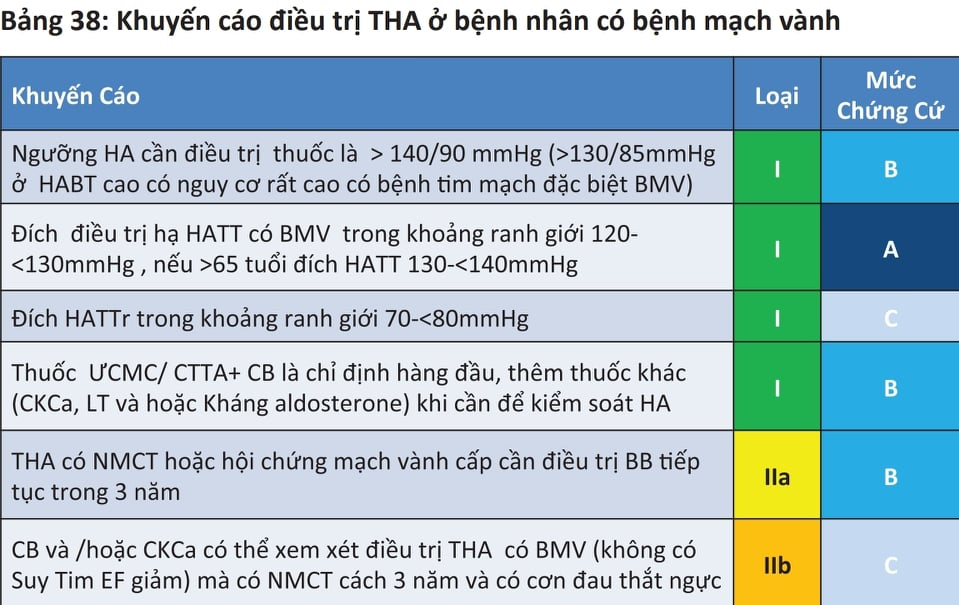 Bảng 38: Khuyến cáo điều trị THA ở bệnh nhân có bệnh mạch vành
Khuyến Cáo
Loại
Mức
Chứng Cứ
Ngưỡng HA cần điều trị thuốc là > 140/90 mmHg (>130/85mmHg
ở HABT cao có nguy cơ rất cao có bệnh tim mạch đặc biệt BMV)
I
B
Đích điều trị hạ HATT có BMV trong khoảng ranh giới 120-
<130mmHg , nếu >65 tuổi đích HATT 130-<140mmHg
I
A
Đích HATTr trong khoảng ranh giới 70-<80mmHg
I
C
Thuốc ƯCMC/ CTTA+ CB là chỉ định hàng đầu, thêm thuốc khác
(CKCa, LT và hoặc Kháng aldosterone) khi cần để kiểm soát HA
I
B
THA có NMCT hoặc hội chứng mạch vành cấp cần điều trị BB tiếp
tục trong 3 năm
IIa
B
CB và /hoặc CKCa có thể xem xét điều trị THA có BMV (không có
Suy Tim EF giảm) mà có NMCT cách 3 năm và có cơn đau thắt ngực
IIb
C